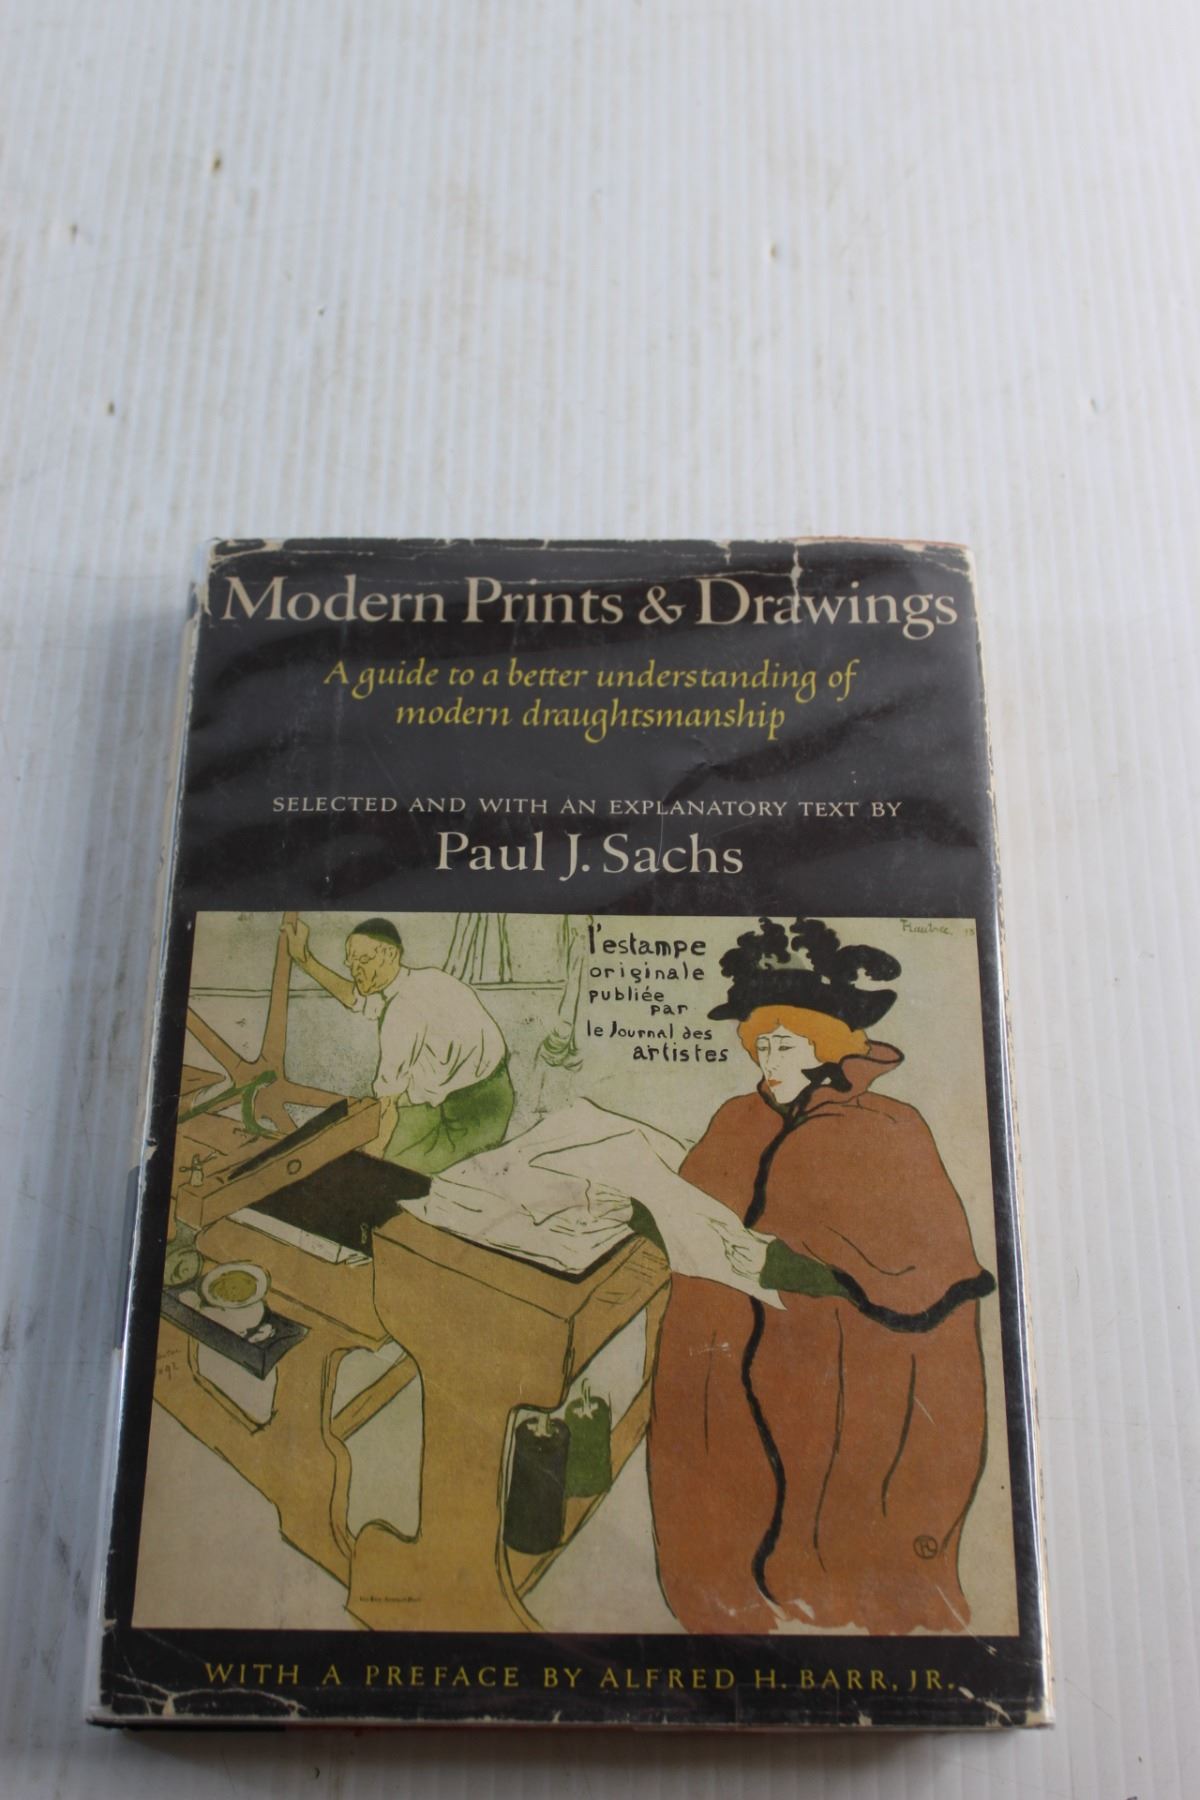 Modern Prints & Drawings
A guide to a better understanding of
modern draughtsmanship
SELECTED AND WITH AN EXPLANATORY TEXT BY
Paul J. Sachs
l'estampe
originale
publiée
par
le Journal des
artistes
WITH A PREFACE BY ALFRED H. BARR, JR.